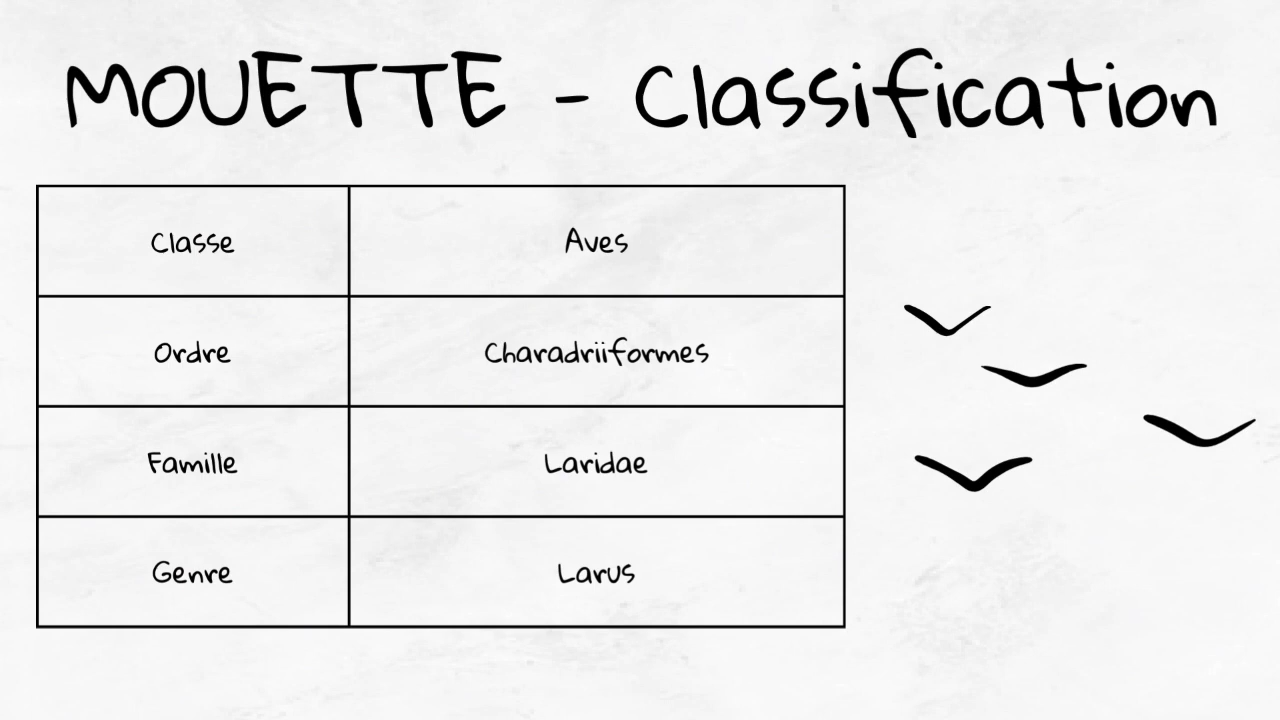 MOUETTE - Classification
Classe Aves
Ordre Charadriiformes
Famille Laridae
Genre Larus